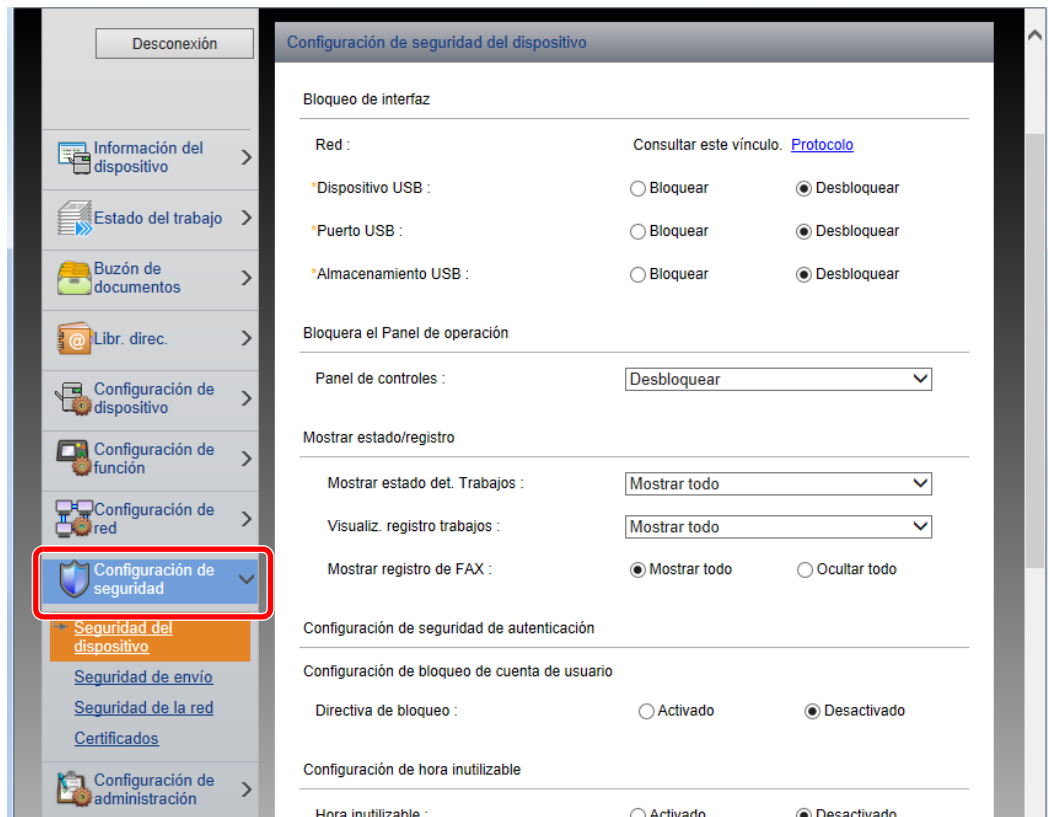 Desconexión
Información del
dispositivo
Estado del trabajo
Buzón de
documentos
Libr. direc.
Configuración de
dispositivo
Configuración de
función
Configuración de
red
Configuración de
seguridad
Seguridad del
dispositivo
Seguridad de envío
Seguridad de la red
Certificados
Configuración de
administración
Configuración de seguridad del dispositivo
Bloqueo de interfaz
Red : Consultar este vínculo. Protocolo
*Dispositivo USB : Bloquear Desbloquear
*Puerto USB : Bloquear Desbloquear
*Almacenamiento USB : Bloquear Desbloquear
Bloquera el Panel de operación
Panel de controles : Desbloquear
Mostrar estado/registro
Mostrar estado det. Trabajos : Mostrar todo
Visualiz. registro trabajos : Mostrar todo
Mostrar registro de FAX : Mostrar todo Ocultar todo
Configuración de seguridad de autenticación
Configuración de bloqueo de cuenta de usuario
Directiva de bloqueo : Activado Desactivado
Configuración de hora inutilizable
Hora inutilizable : Activado Desactivado